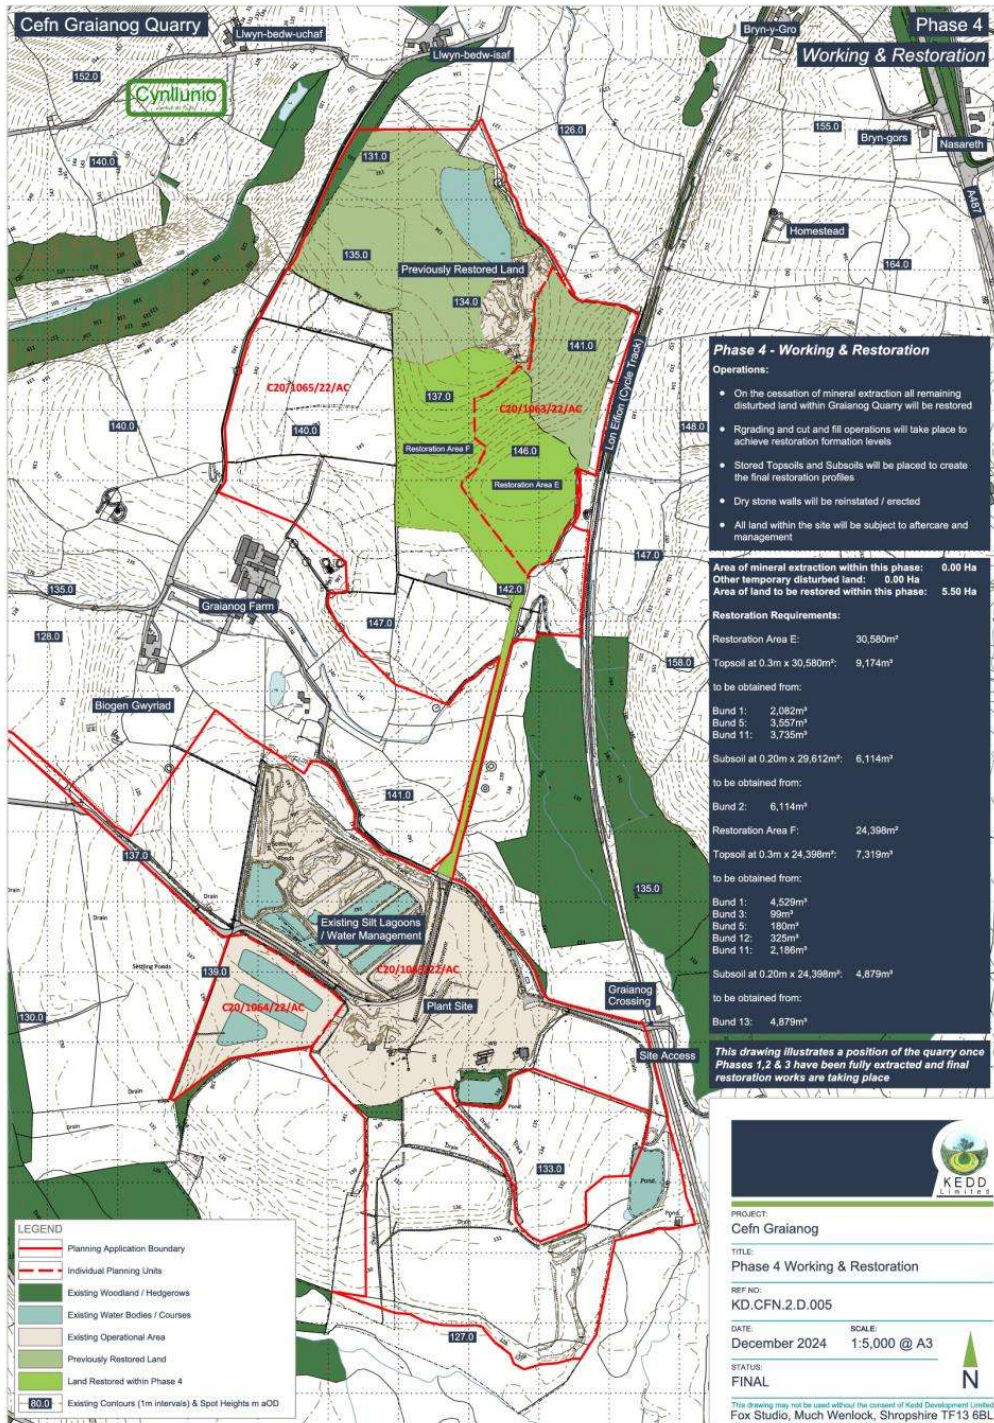 Cefn Graianog Quarry
Phase 4
Working & Restoration
Llwyn-bedw-uchaf
Llwyn-bedw-isaf
Bryn-y-Gro
152.0
Cynllunio
140.0
131.0
126.0
155.0
Bryn-gors
Nasareth
A487
Homestead
164.0
135.0
Previously Restored Land
134.0
141.0
Lon Eifion (Cycle Track)
C20/1065/22/AC
137.0
C20/1063/22/AC
140.0
140.0
148.0
Restoration Area F
146.0
Restoration Area E
147.0
135.0
142.0
Graianog Farm
128.0
147.0
158.0
Biogen Gwyriad
141.0
137.0
Drain
Drain
Settling Ponds
135.0
Existing Silt Lagoons
/ Water Management
139.0
C20/1064/22/AC
Plant Site
Graianog
Crossing
130.0
Site Access
Drain
Drain
Pond
Drain
Track
133.0
Pond
Drain
Pond
127.0
Phase 4 - Working & Restoration
Operations:
• On the cessation of mineral extraction all remaining
disturbed land within Graianog Quarry will be restored
• Rgrading and cut and fill operations will take place to
achieve restoration formation levels
• Stored Topsoils and Subsoils will be placed to create
the final restoration profiles
• Dry stone walls will be reinstated / erected
• All land within the site will be subject to aftercare and
management
Area of mineral extraction within this phase: 0.00 Ha
Other temporary disturbed land: 0.00 Ha
Area of land to be restored within this phase: 5.50 Ha
Restoration Requirements:
Restoration Area E: 30,580m²
Topsoil at 0.3m x 30,580m²: 9,174m³
to be obtained from:
Bund 1: 2,082m³
Bund 5: 3,557m³
Bund 11: 3,735m³
Subsoil at 0.20m x 29,612m²: 6,114m³
to be obtained from:
Bund 2: 6,114m³
Restoration Area F: 24,398m²
Topsoil at 0.3m x 24,398m²: 7,319m³
to be obtained from:
Bund 1: 4,529m³
Bund 3: 99m³
Bund 5: 180m³
Bund 12: 325m³
Bund 11: 2,186m³
Subsoil at 0.20m x 24,398m²: 4,879m³
to be obtained from:
Bund 13: 4,879m³
This drawing illustrates a position of the quarry once
Phases 1,2 & 3 have been fully extracted and final
restoration works are taking place
KEDD
Limited
PROJECT:
Cefn Graianog
TITLE:
Phase 4 Working & Restoration
REF NO:
KD.CFN.2.D.005
DATE: SCALE:
December 2024 1:5,000 @ A3
STATUS:
FINAL
N
This drawing may not be used without the consent of Kedd Development Limited
Fox Studio, Much Wenlock, Shropshire TF13 6BL
LEGEND
Planning Application Boundary
Individual Planning Units
Existing Woodland / Hedgerows
Existing Water Bodies / Courses
Existing Operational Area
Previously Restored Land
Land Restored within Phase 4
80.0 Existing Contours (1m intervals) & Spot Heights m aOD